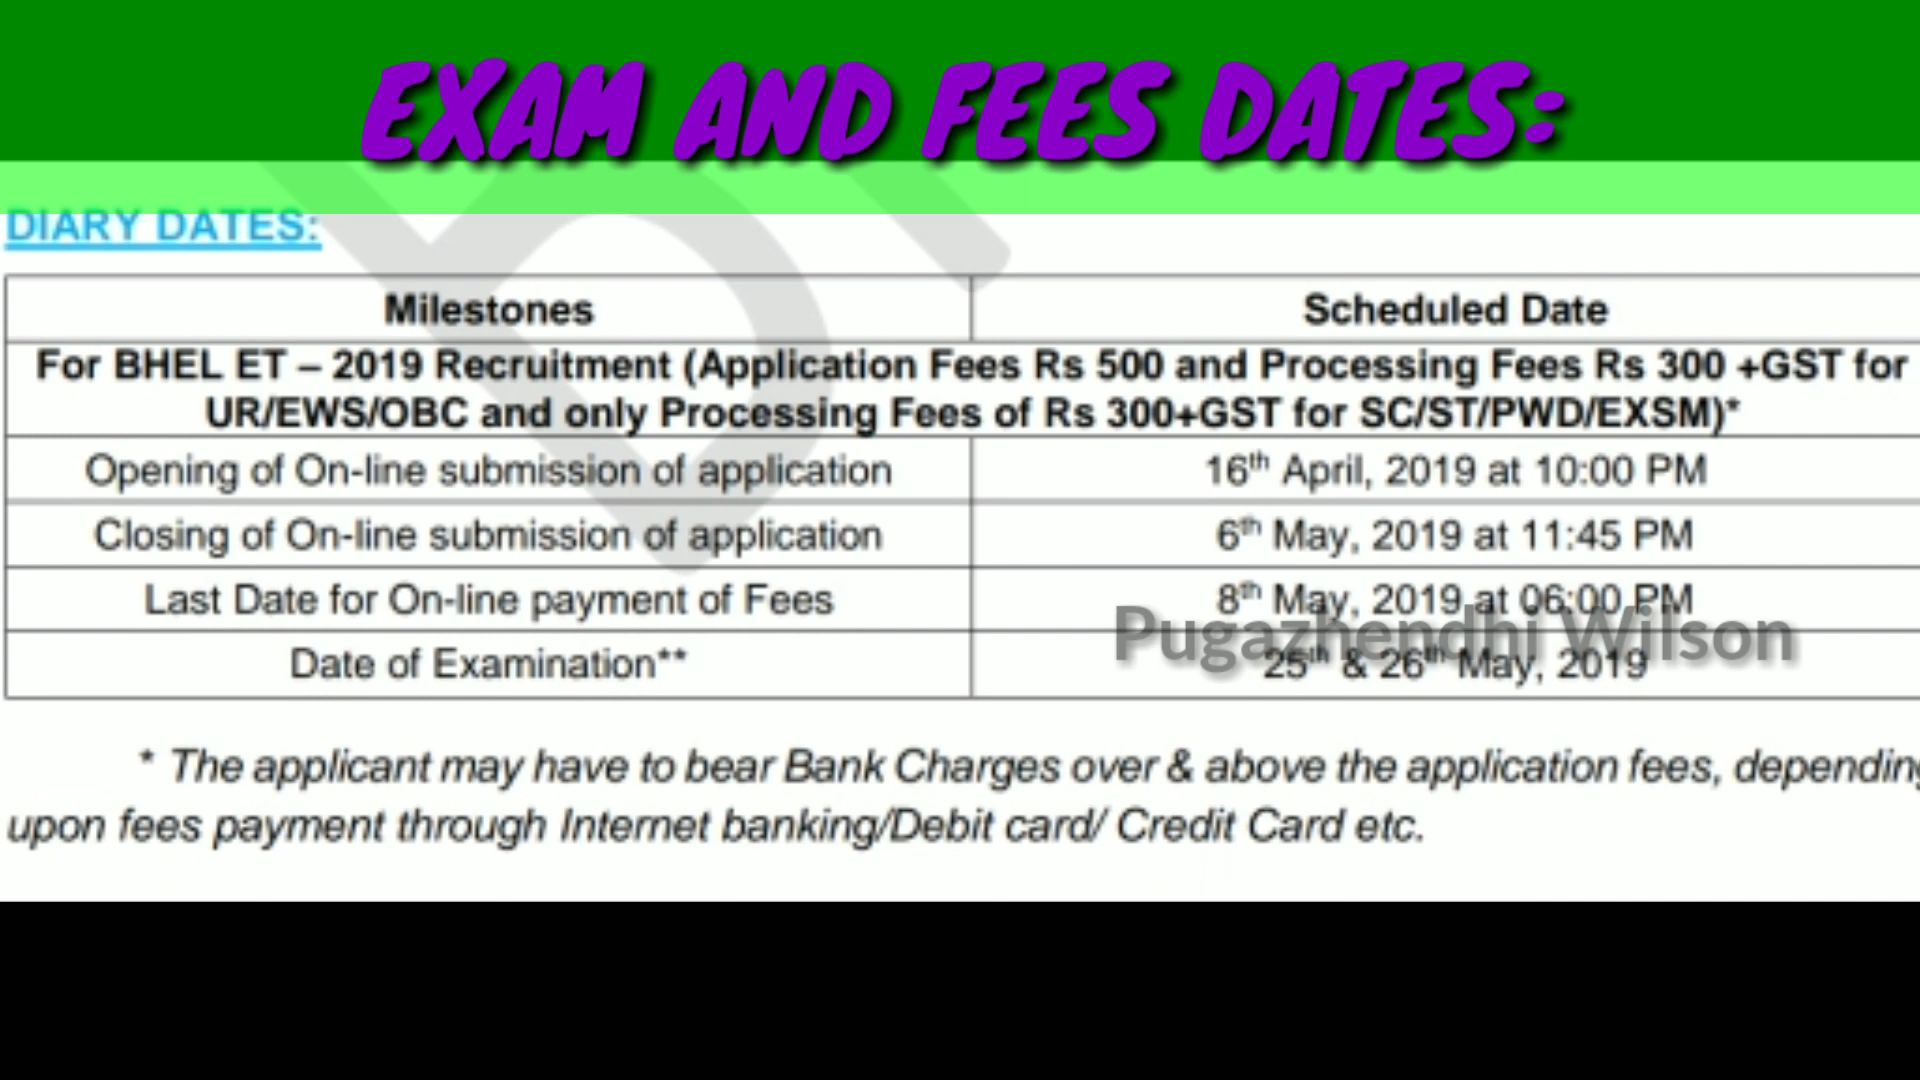 EXAM AND FEES DATES:
DIARY DATES:
Milestones
Scheduled Date
For BHEL ET – 2019 Recruitment (Application Fees Rs 500 and Processing Fees Rs 300 +GST for
UR/EWS/OBC and only Processing Fees of Rs 300+GST for SC/ST/PWD/EXSM)*
Opening of On-line submission of application
16th April, 2019 at 10:00 PM
Closing of On-line submission of application
6th May, 2019 at 11:45 PM
Last Date for On-line payment of Fees
8th May, 2019 at 06:00 PM
Pugazhendhi Wilson
Date of Examination**
25th & 26th May, 2019
* The applicant may have to bear Bank Charges over & above the application fees, depending
upon fees payment through Internet banking/Debit card/ Credit Card etc.